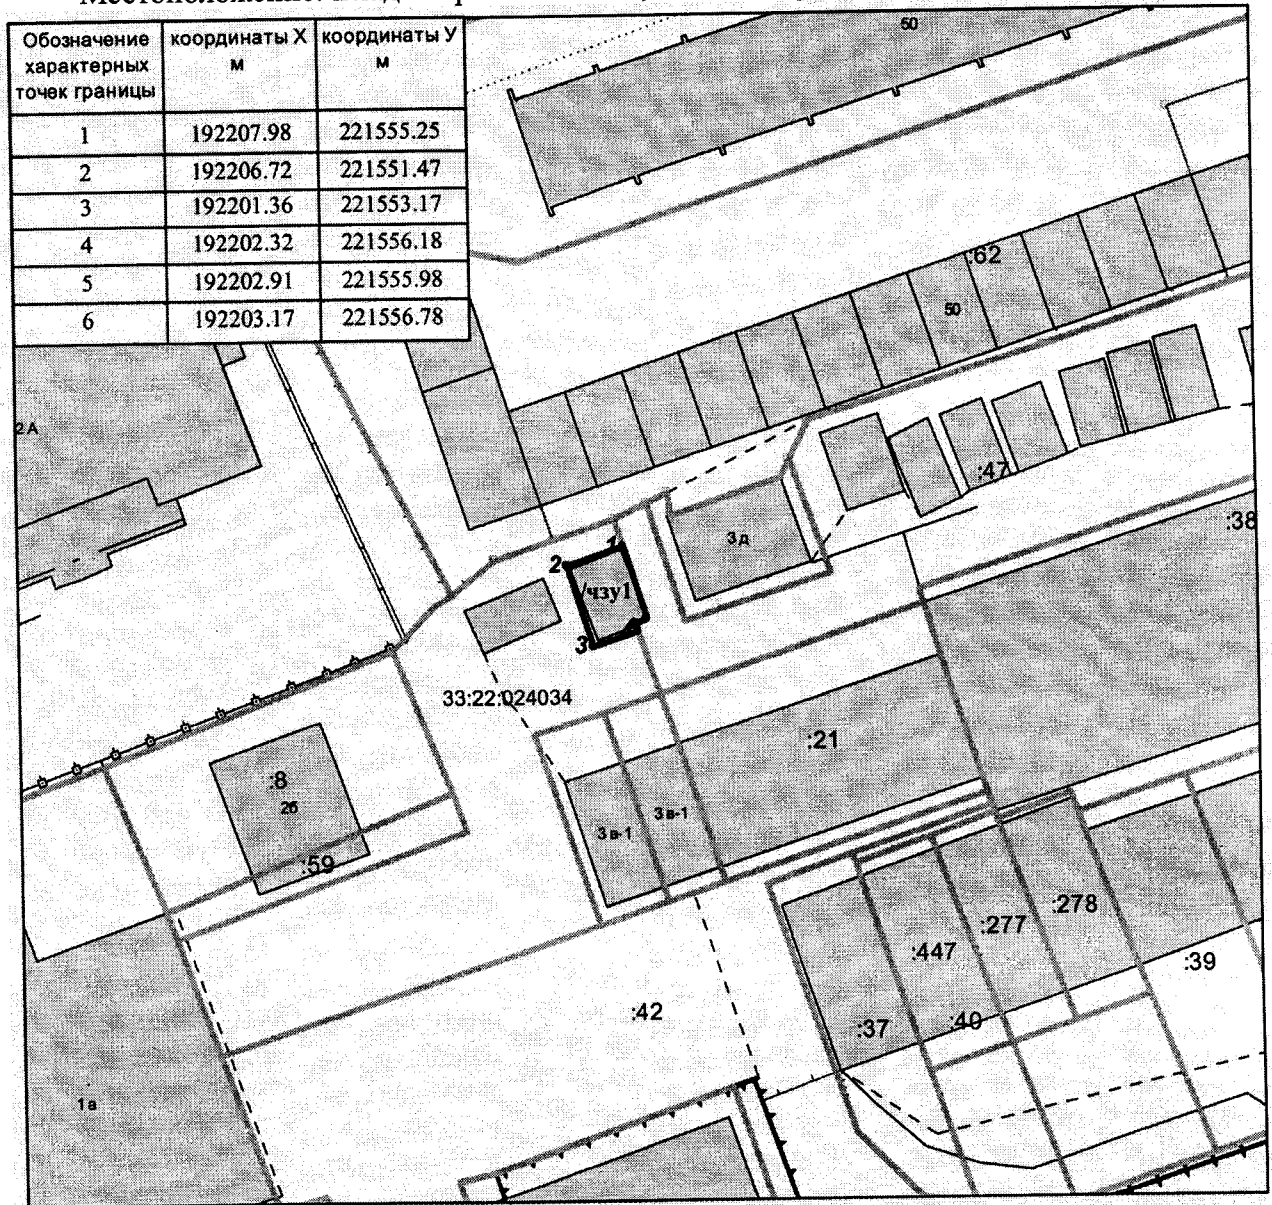 Обозначение характерных точек границы | координаты X м | координаты У м
1 | 192207.98 | 221555.25
2 | 192206.72 | 221551.47
3 | 192201.36 | 221553.17
4 | 192202.32 | 221556.18
5 | 192202.91 | 221555.98
6 | 192203.17 | 221556.78
50
:62
50
2А
:47
:38
1
3д
2
/чзу1
3
33:22:024034
:21
:8
2б
3в-1
3в-1
:59
:278
:277
:447
:39
:42
:37
:40
1а